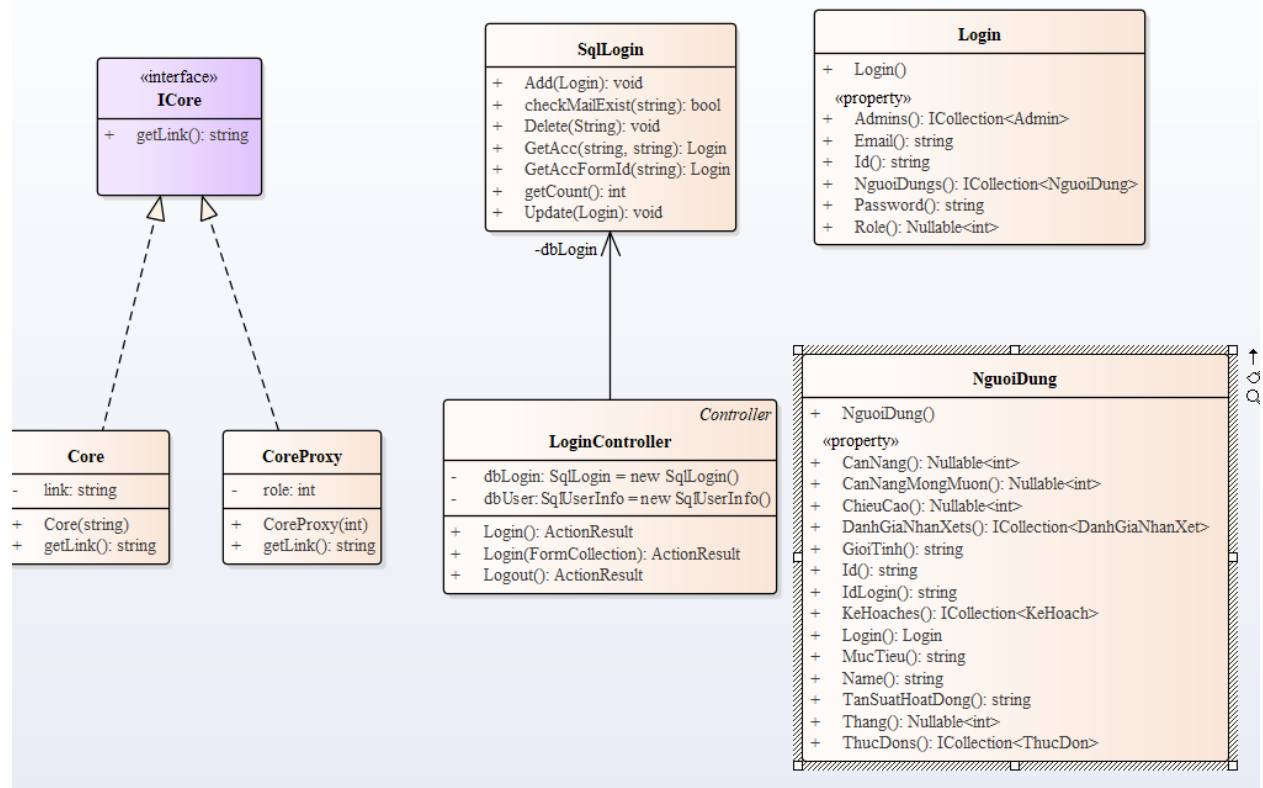 «interface»
ICore
+ getLink(): string
SqlLogin
+ Add(Login): void
+ checkMailExist(string): bool
+ Delete(String): void
+ GetAcc(string, string): Login
+ GetAccFormId(string): Login
+ getCount(): int
+ Update(Login): void
Login
+ Login()
«property»
+ Admins(): ICollection<Admin>
+ Email(): string
+ Id(): string
+ NguoiDungs(): ICollection<NguoiDung>
+ Password(): string
+ Role(): Nullable<int>
-dbLogin
Core
- link: string
+ Core(string)
+ getLink(): string
CoreProxy
- role: int
+ CoreProxy(int)
+ getLink(): string
Controller
LoginController
- dbLogin: SqlLogin = new SqlLogin()
- dbUser: SqlUserInfo = new SqlUserInfo()
+ Login(): ActionResult
+ Login(FormCollection): ActionResult
+ Logout(): ActionResult
NguoiDung
+ NguoiDung()
«property»
+ CanNang(): Nullable<int>
+ CanNangMongMuon(): Nullable<int>
+ ChieuCao(): Nullable<int>
+ DanhGiaNhanXets(): ICollection<DanhGiaNhanXet>
+ GioiTinh(): string
+ Id(): string
+ IdLogin(): string
+ KeHoaches(): ICollection<KeHoach>
+ Login(): Login
+ MucTieu(): string
+ Name(): string
+ TanSuatHoatDong(): string
+ Thang(): Nullable<int>
+ ThucDons(): ICollection<ThucDon>